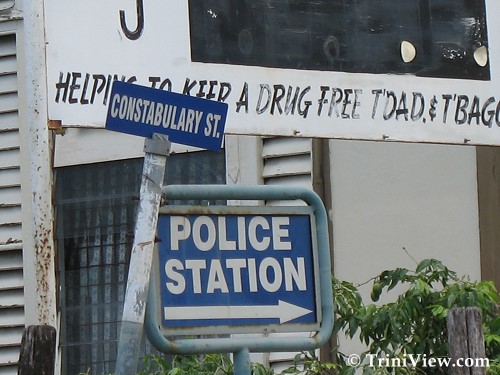 J
HELPING TO KEEP A DRUG FREE T'DAD. & T'BAGO
CONSTABULARY ST.
POLICE
STATION
© TriniView.com